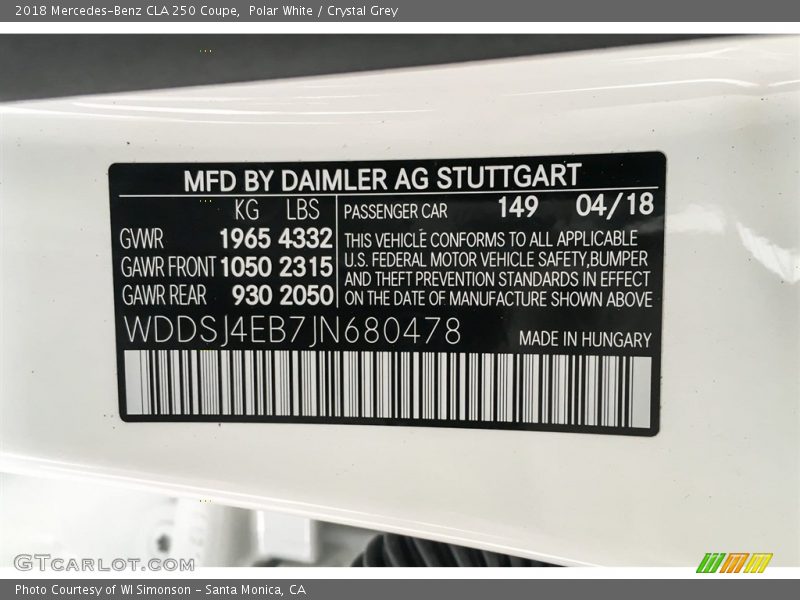 2018 Mercedes-Benz CLA 250 Coupe,  Polar White / Crystal Grey
MFD BY DAIMLER AG STUTTGART
KG LBS
GVWR 1965 4332
GAWR FRONT 1050 2315
GAWR REAR 930 2050
PASSENGER CAR 149 04/18
THIS VEHICLE CONFORMS TO ALL APPLICABLE
U.S. FEDERAL MOTOR VEHICLE SAFETY,BUMPER
AND THEFT PREVENTION STANDARDS IN EFFECT
ON THE DATE OF MANUFACTURE SHOWN ABOVE
WDDSJ4EB7JN680478
MADE IN HUNGARY
GTCARLOT.COM
Photo Courtesy of WI Simonson - Santa Monica, CA